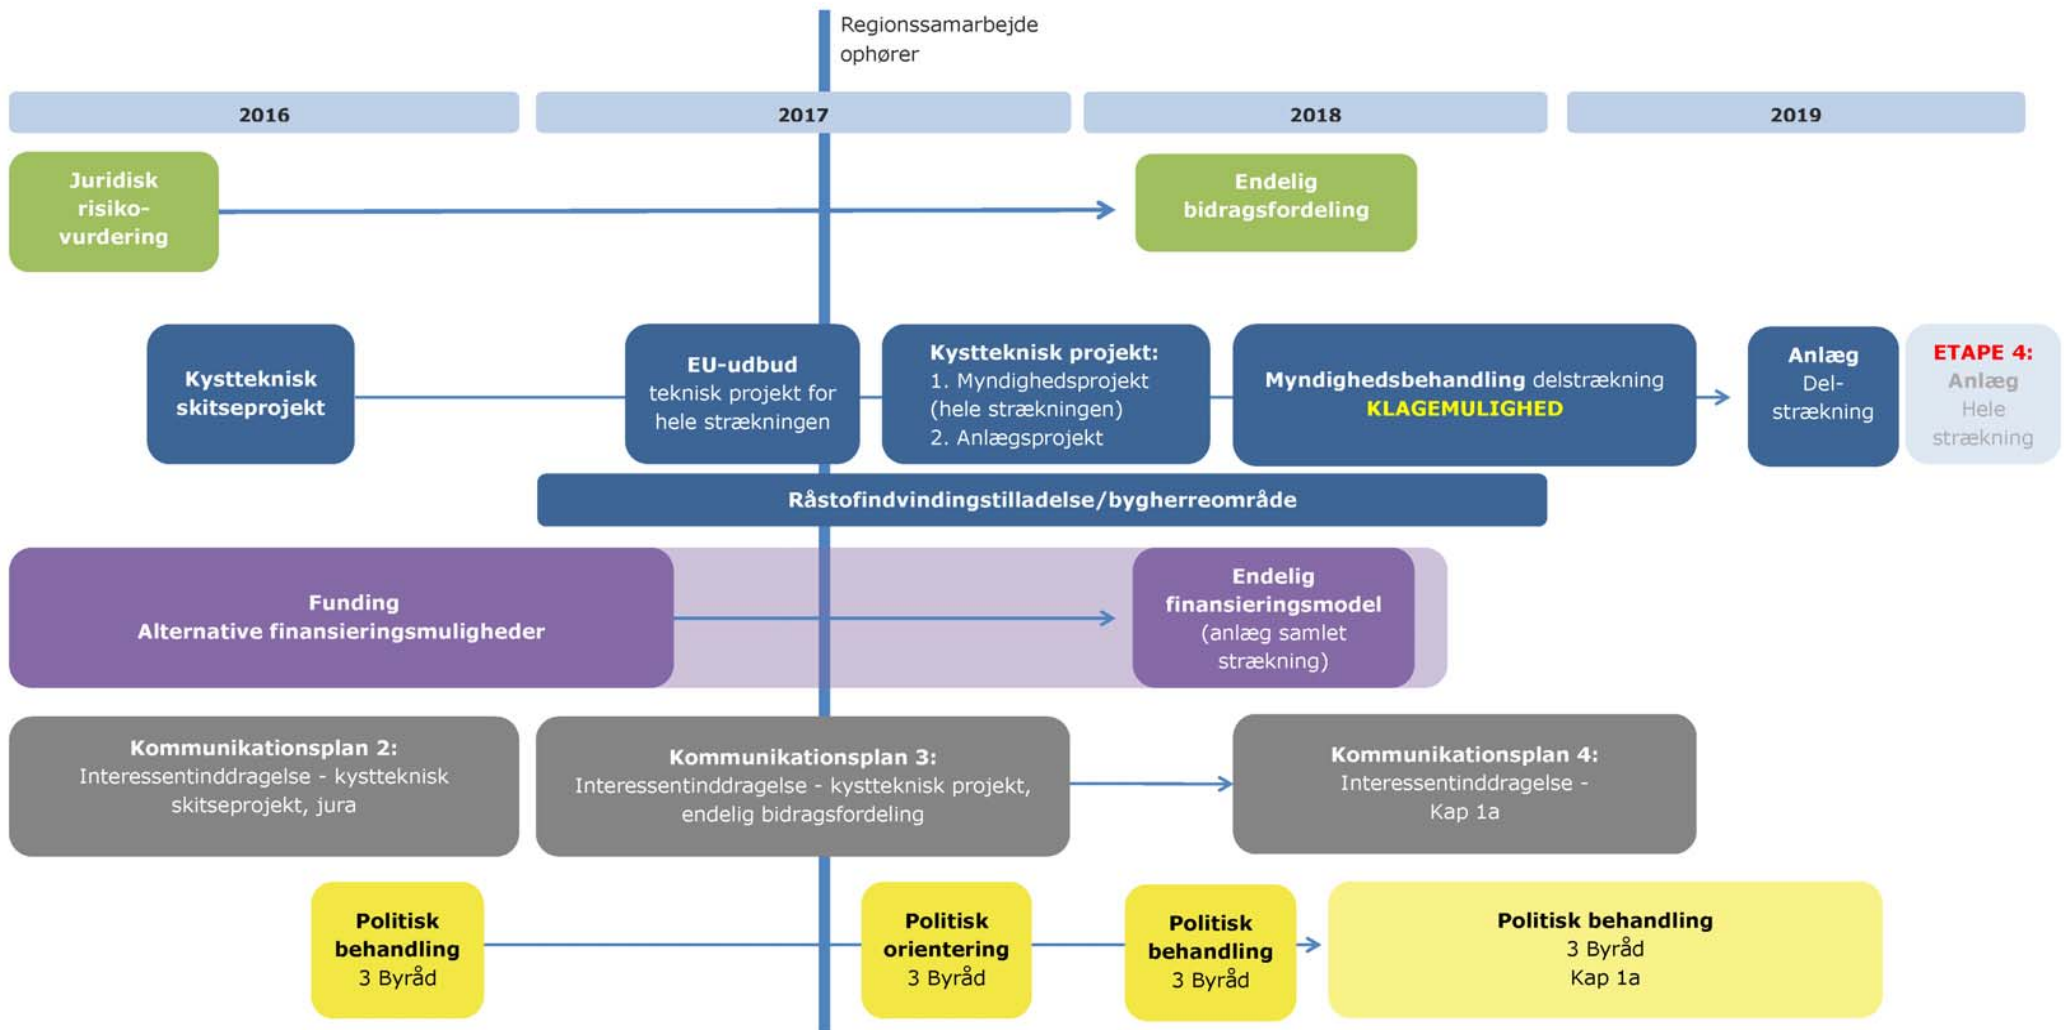 Regionssamarbejde
ophører
2016
2017
2018
2019
Juridisk
risiko-
vurdering
Endelig
bidragsfordeling
Kystteknisk
skitseprojekt
EU-udbud
teknisk projekt for
hele strækningen
Kystteknisk projekt:
1. Myndighedsprojekt
(hele strækningen)
2. Anlægsprojekt
Myndighedsbehandling delstrækning
KLAGEMULIGHED
Anlæg
Del-
strækning
ETAPE 4:
Anlæg
Hele
strækning
Råstofindvindingstilladelse/bygherreområde
Funding
Alternative finansieringsmuligheder
Endelig
finansieringsmodel
(anlæg samlet
strækning)
Kommunikationsplan 2:
Interessentinddragelse - kystteknisk
skitseprojekt, jura
Kommunikationsplan 3:
Interessentinddragelse - kystteknisk projekt,
endelig bidragsfordeling
Kommunikationsplan 4:
Interessentinddragelse -
Kap 1a
Politisk
behandling
3 Byråd
Politisk
orientering
3 Byråd
Politisk
behandling
3 Byråd
Politisk behandling
3 Byråd
Kap 1a